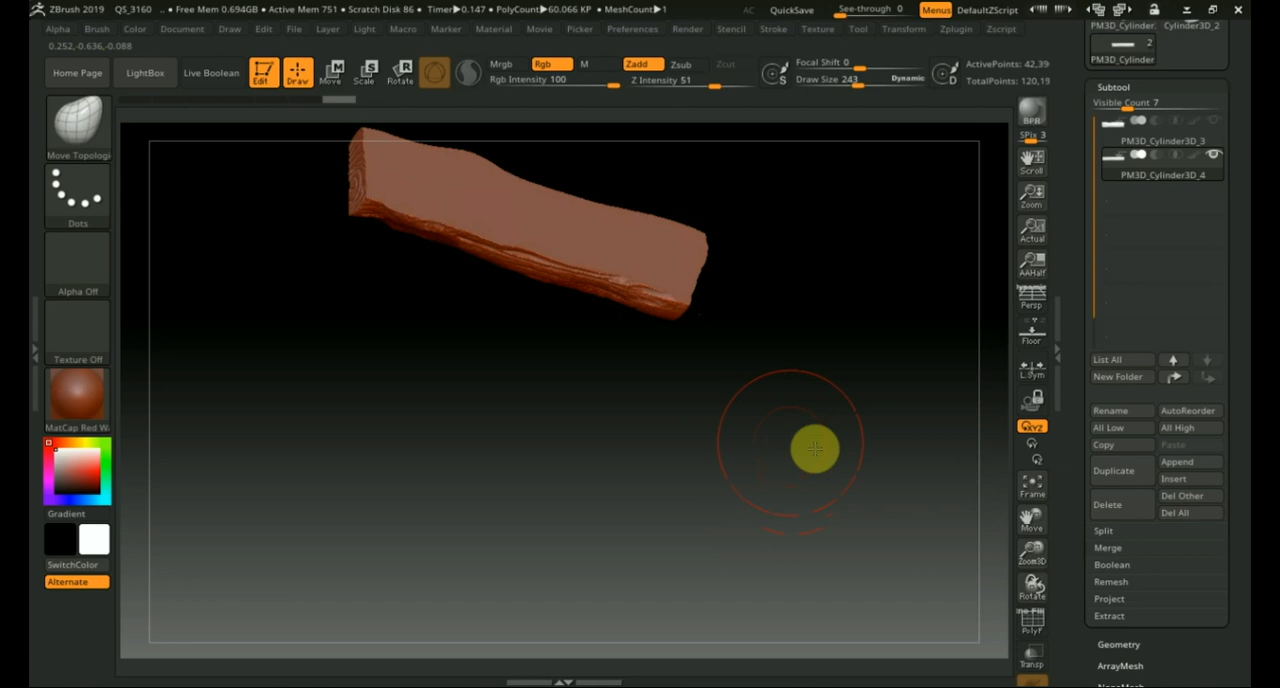 ZBrush 2019 QS_3160 .. • Free Mem 0.694GB • Active Mem 751 • Scratch Disk 86 • Timer▶0.147 • PolyCount▶60.066 KP • MeshCount▶1 AC QuickSave See-through 0 Menus DefaultZScript
Alpha Brush Color Document Draw Edit File Layer Light Macro Marker Material Movie Picker Preferences Render Stencil Stroke Texture Tool Transform Zplugin Zscript
0.252,-0.636,-0.088
Home Page LightBox Live Boolean Edit Draw Move Scale Rotate
Mrgb Rgb M Zadd Zsub Zcut
Rgb Intensity 100 Z Intensity 51
Focal Shift 0
Draw Size 243 Dynamic
ActivePoints: 42,39
TotalPoints: 120,19
Move Topologi
Dots
Alpha Off
Texture Off
MatCap Red W
Gradient
SwitchColor
Alternate
BPR
SPix 3
Scroll
Zoom
Actual
AAHalf
Persp
Floor
L.Sym
XYZ
Frame
Move
Zoom3D
Rotate
PolyF
Transp
PM3D_Cylinder. Cylinder3D_2
2
PM3D_Cylinder
Subtool
Visible Count 7
PM3D_Cylinder3D_3
PM3D_Cylinder3D_4
List All
New Folder
Rename AutoReorder
All Low All High
Copy Paste
Duplicate Append
Insert
Delete Del Other
Del All
Split
Merge
Boolean
Remesh
Project
Extract
Geometry
ArrayMesh